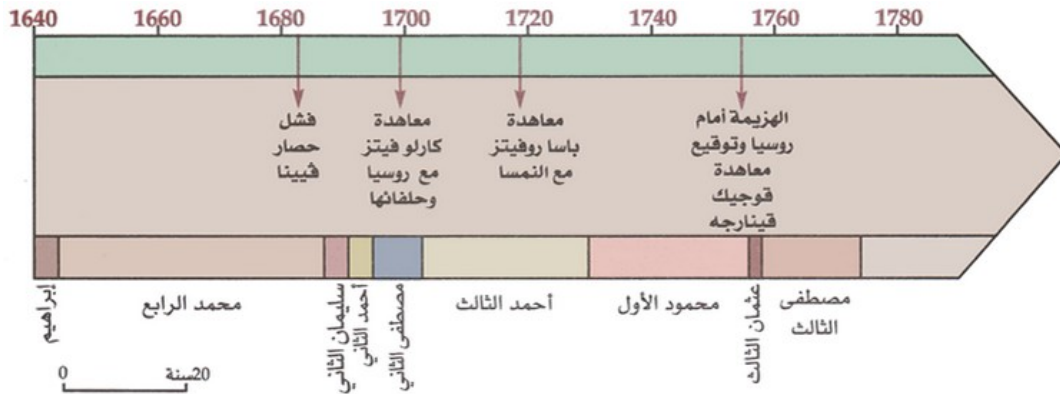 1640 1660 1680 1700 1720 1740 1760 1780
فشل
حصار
ڤيينا
معاهدة
كارلو فيتز
مع روسيا
وحلفائها
معاهدة
باسا روفيتز
مع النمسا
الهزيمة أمام
روسيا وتوقيع
معاهدة
قوجيك
قينارجه
إبراهيم
محمد الرابع
سليمان الثاني
أحمد الثاني
مصطفى الثاني
أحمد الثالث
محمود الأول
عثمان الثالث
مصطفى
الثالث
0 20سنة